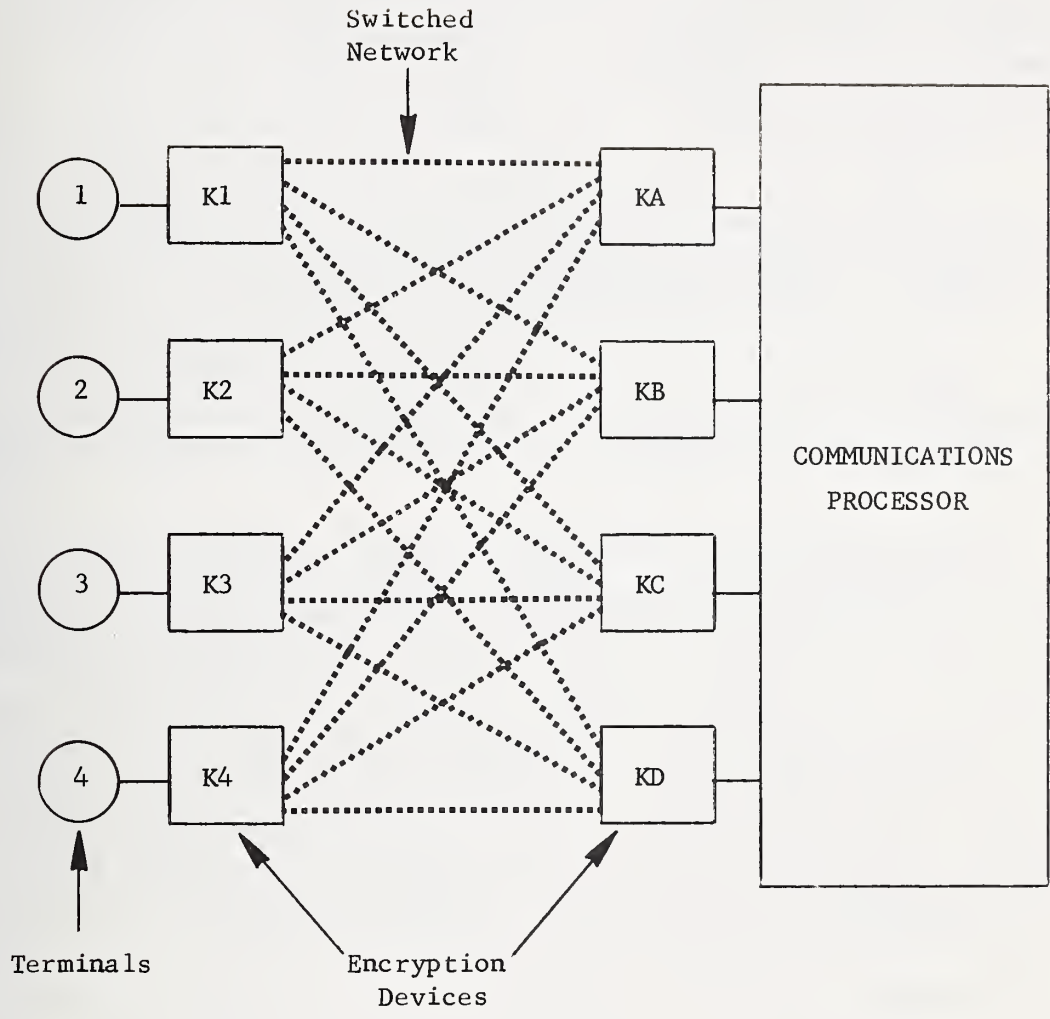 Switched
Network
1
K1
KA
2
K2
KB
COMMUNICATIONS
PROCESSOR
3
K3
KC
4
K4
KD
Terminals
Encryption
Devices